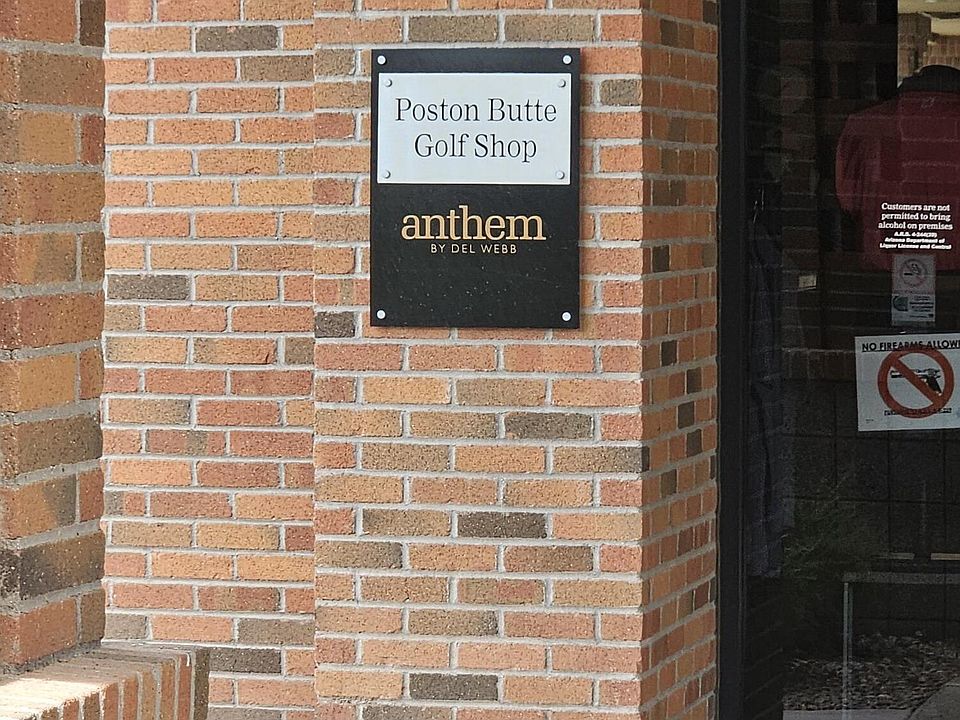 Poston Butte
Golf Shop
anthem
BY DEL WEBB
Customers are not
permitted to bring
alcohol on premises
Arizona Department of
Liquor License and Control
NO FIREARMS ALLOWE